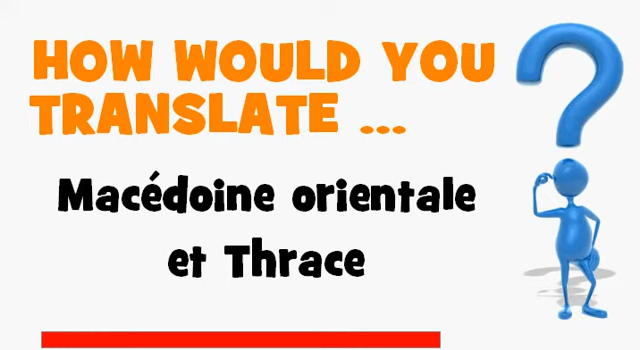 HOW WOULD YOU
TRANSLATE ...
Macédoine orientale
et Thrace